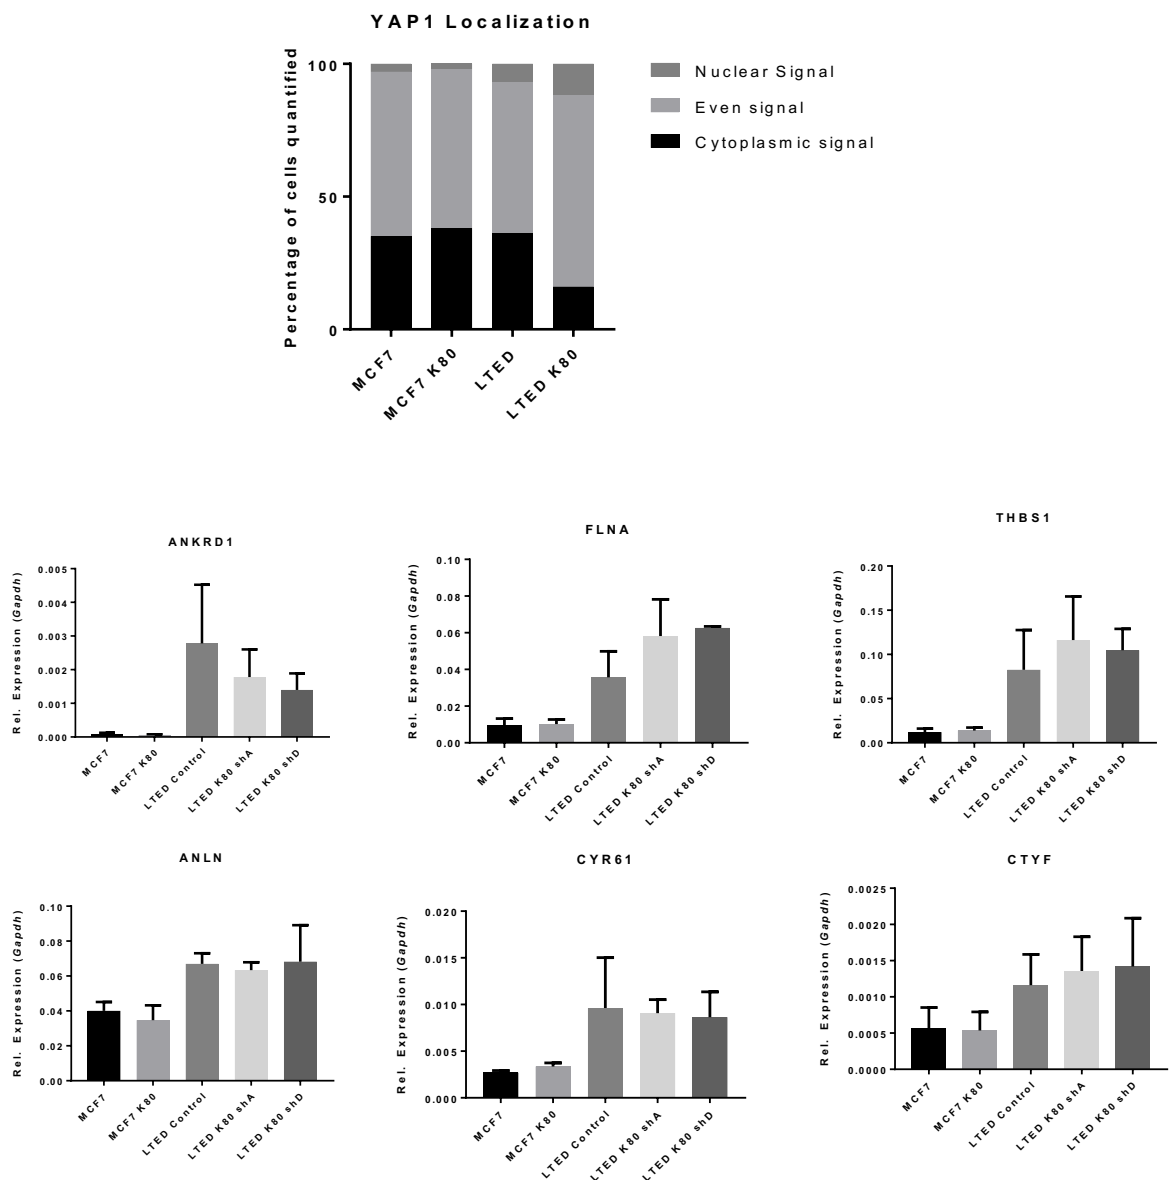 YAP1 Localization
Percentage of cells quantified
100
50
0
MCF7
MCF7 K80
LTED
LTED K80
Nuclear Signal
Even signal
Cytoplasmic signal
ANKRD1
Rel. Expression (Gapdh)
0.005
0.004
0.003
0.002
0.001
0.000
MCF7
MCF7 K80
LTED Control
LTED K80 shA
LTED K80 shD
FLNA
Rel. Expression (Gapdh)
0.10
0.08
0.06
0.04
0.02
0.00
MCF7
MCF7 K80
LTED Control
LTED K80 shA
LTED K80 shD
THBS1
Rel. Expression (Gapdh)
0.20
0.15
0.10
0.05
0.00
MCF7
MCF7 K80
LTED Control
LTED K80 shA
LTED K80 shD
ANLN
Rel. Expression (Gapdh)
0.10
0.08
0.06
0.04
0.02
0.00
MCF7
MCF7 K80
LTED Control
LTED K80 shA
LTED K80 shD
CYR61
Rel. Expression (Gapdh)
0.020
0.015
0.010
0.005
0.000
MCF7
MCF7 K80
LTED Control
LTED K80 shA
LTED K80 shD
CTYF
Rel. Expression (Gapdh)
0.0025
0.0020
0.0015
0.0010
0.0005
0.0000
MCF7
MCF7 K80
LTED Control
LTED K80 shA
LTED K80 shD